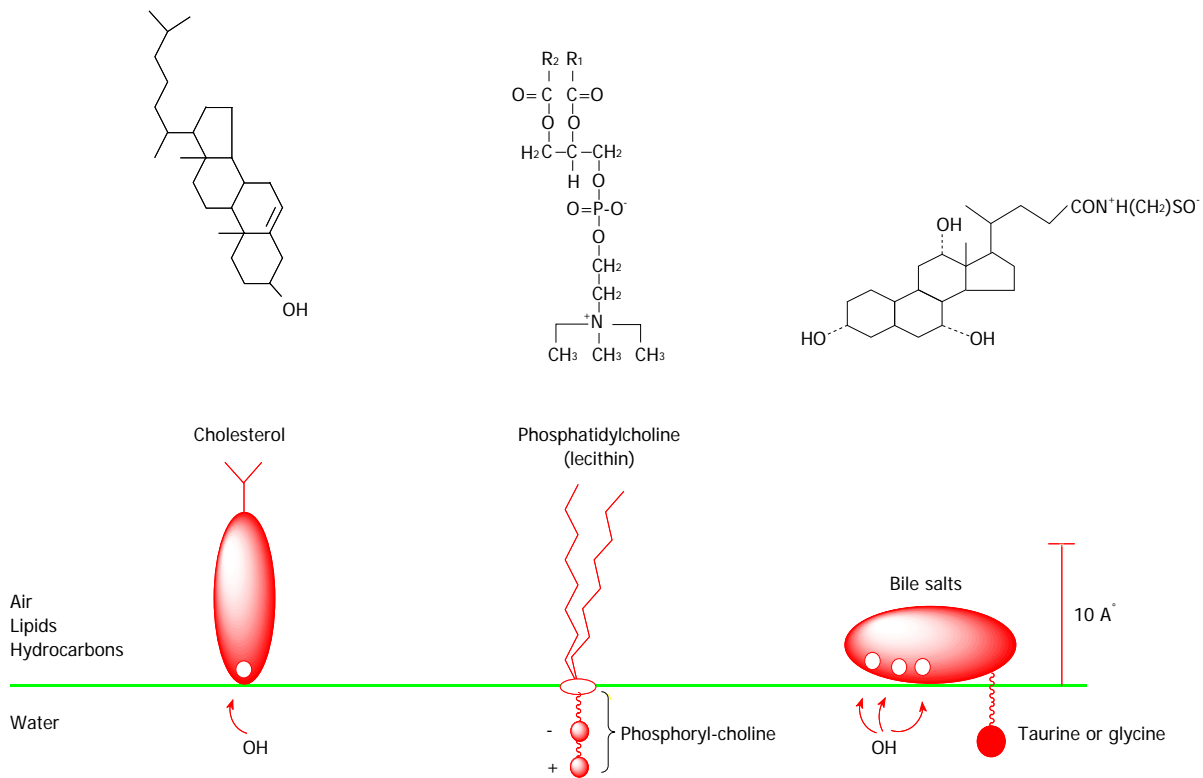 R2 R1
O=C C=O
O O
H2C—C—CH2
H
O
O=P-O-
O
CH2
CH2
+N
CH3 CH3 CH3
OH
OH
CON+H(CH2)SO-
HO
OH
Cholesterol
Phosphatidylcholine
(lecithin)
Bile salts
10 A°
Air
Lipids
Hydrocarbons
Water
OH
-
+
Phosphoryl-choline
OH
Taurine or glycine